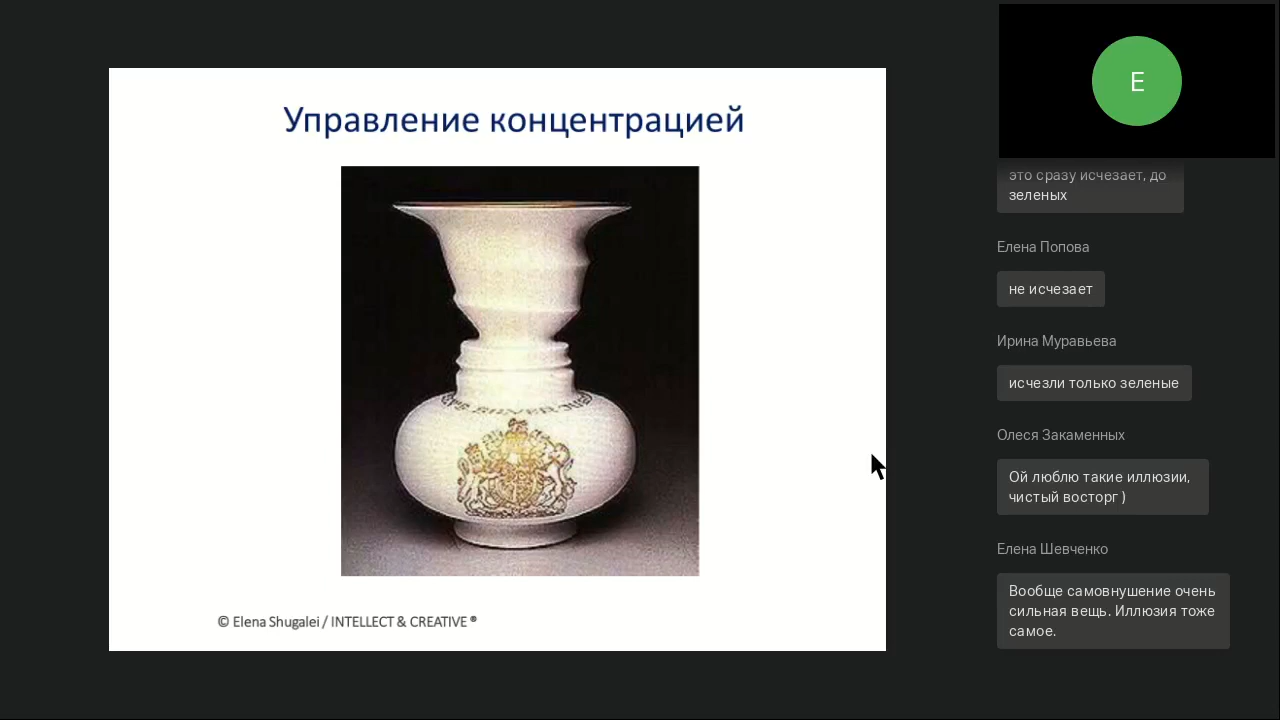 Управление концентрацией
© Elena Shugalei / INTELLECT & CREATIVE ®
E
это сразу исчезает, до
зеленых
Елена Попова
не исчезает
Ирина Муравьева
исчезли только зеленые
Олеся Закаменных
Ой люблю такие иллюзии,
чистый восторг )
Елена Шевченко
Вообще самовнушение очень
сильная вещь. Иллюзия тоже
самое.